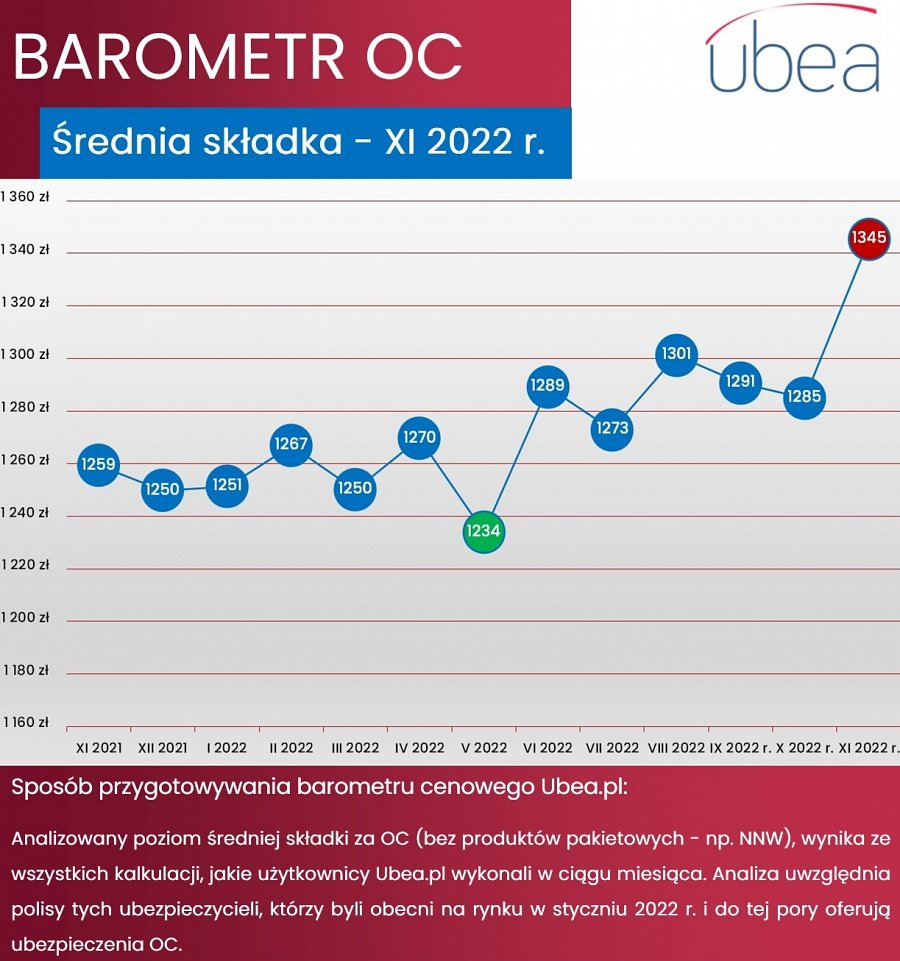 BAROMETR OC
ubea
Średnia składka - XI 2022 r.
1 360 zł
1 340 zł
1 320 zł
1 300 zł
1 280 zł
1 260 zł
1 240 zł
1 220 zł
1 200 zł
1 180 zł
1 160 zł
1259
1250
1251
1267
1250
1270
1234
1289
1273
1301
1291
1285
1345
XI 2021 XII 2021 I 2022 II 2022 III 2022 IV 2022 V 2022 VI 2022 VII 2022 VIII 2022 IX 2022 r. X 2022 r. XI 2022 r.
Sposób przygotowywania barometru cenowego Ubea.pl:
Analizowany poziom średniej składki za OC (bez produktów pakietowych - np. NNW), wynika ze
wszystkich kalkulacji, jakie użytkownicy Ubea.pl wykonali w ciągu miesiąca. Analiza uwzględnia
polisy tych ubezpieczycieli, którzy byli obecni na rynku w styczniu 2022 r. i do tej pory oferują
ubezpieczenia OC.